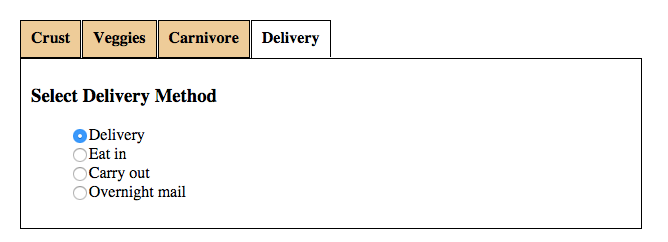 Crust Veggies Carnivore Delivery
Select Delivery Method
Delivery
Eat in
Carry out
Overnight mail